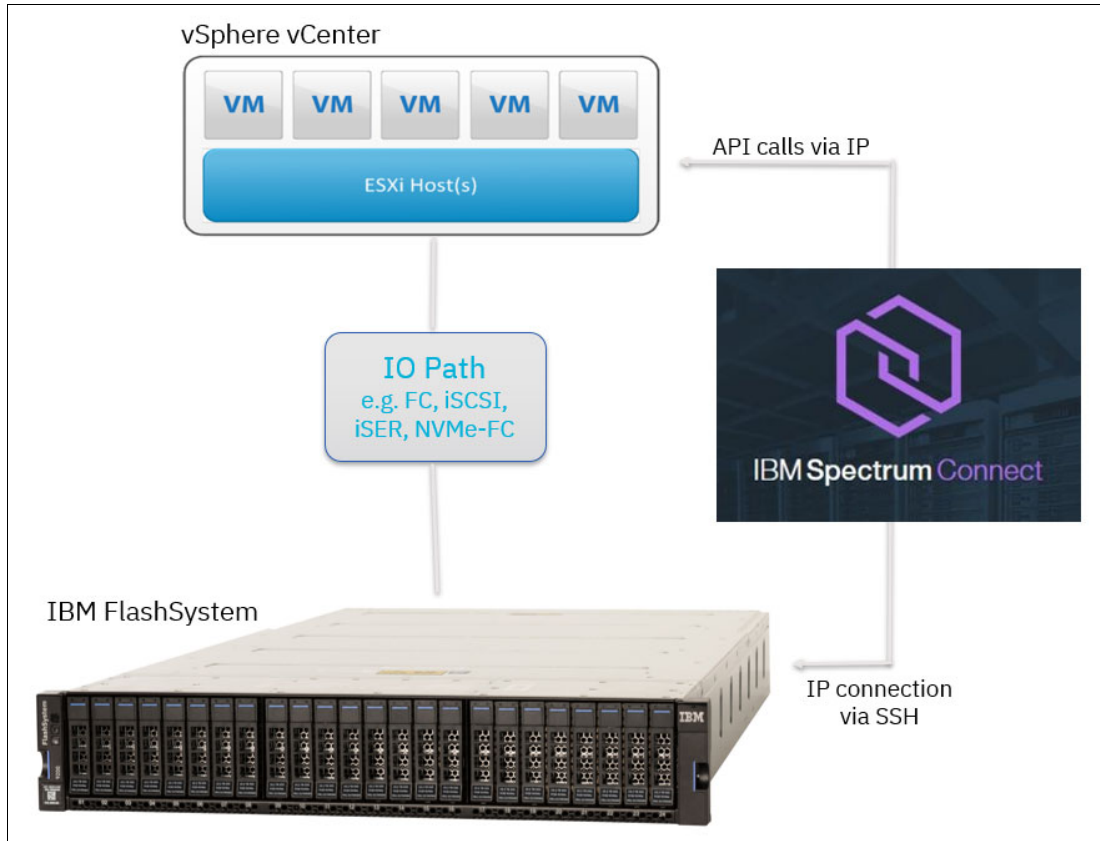 vSphere vCenter
VM VM VM VM VM
ESXi Host(s)
API calls via IP
IO Path
e.g. FC, iSCSI,
iSER, NVMe-FC
IBM Spectrum Connect
IBM FlashSystem
FlashSystem
IBM
IP connection
via SSH